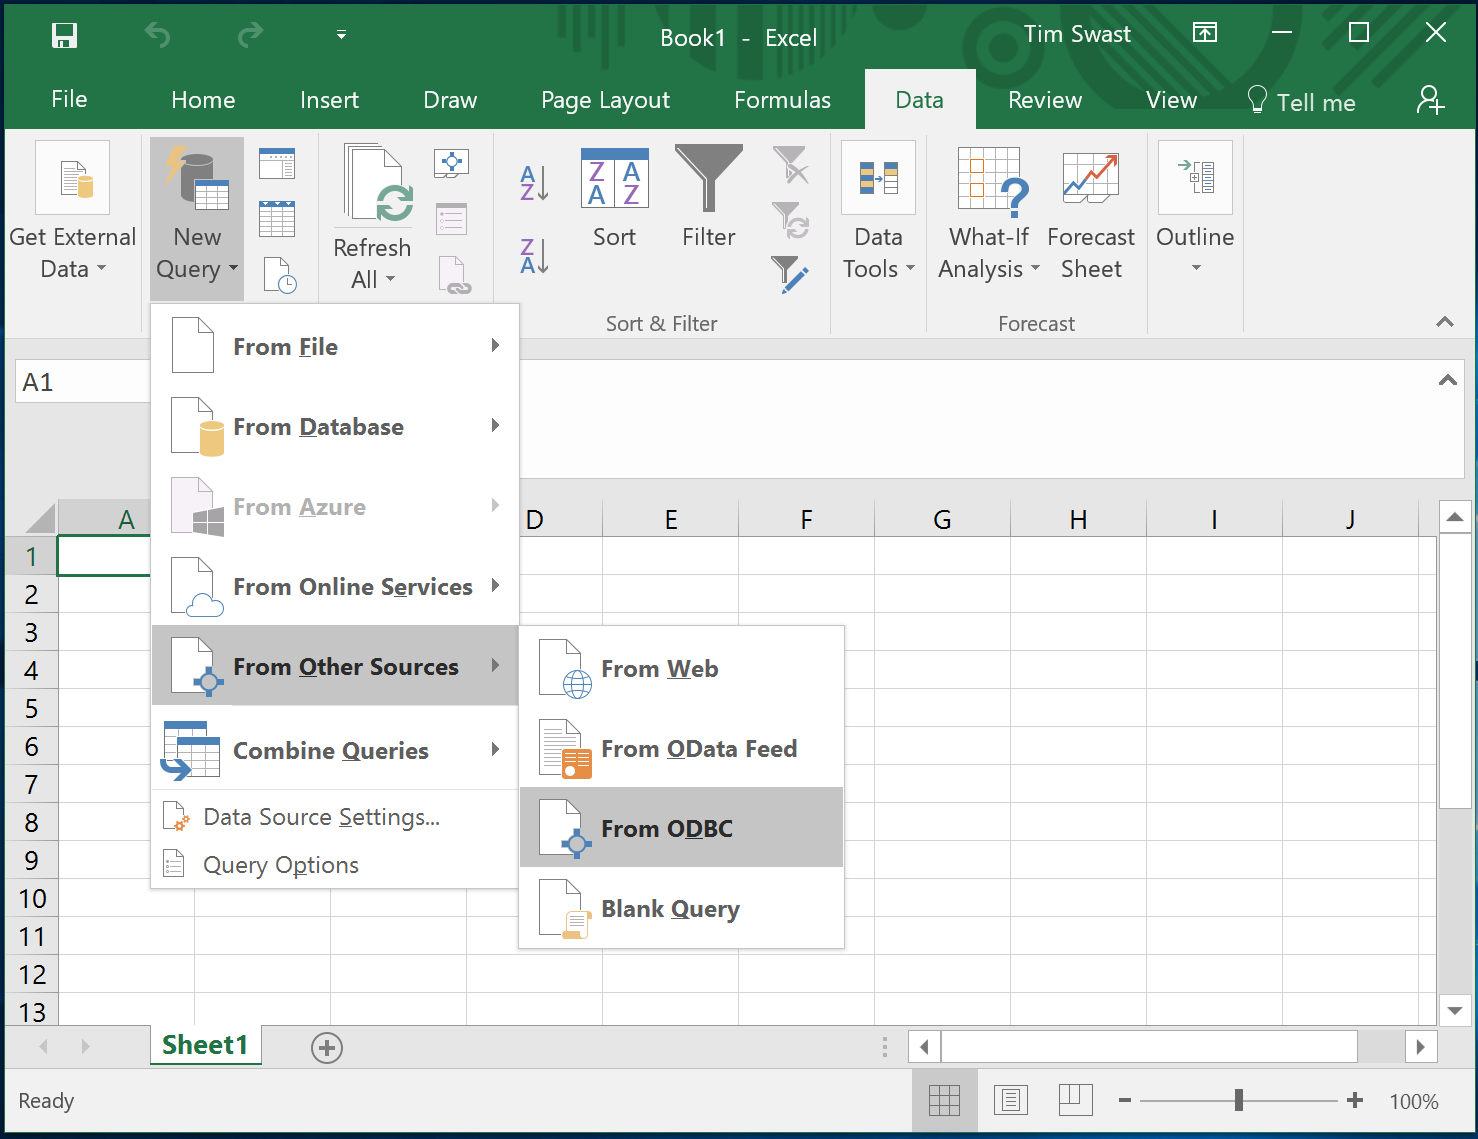 Book1 - Excel
Tim Swast
File Home Insert Draw Page Layout Formulas Data Review View Tell me
Get External Data
New Query
Refresh All
A Z
Z A
Z A A Z
Sort
Filter
Data Tools
What-If Analysis
Forecast Sheet
Outline
Sort & Filter
Forecast
A1
From File
From Database
From Azure
From Online Services
From Other Sources
Combine Queries
Data Source Settings...
Query Options
From Web
From OData Feed
From ODBC
Blank Query
A D E F G H I J
1
2
3
4
5
6
7
8
9
10
11
12
13
Sheet1
Ready
100%